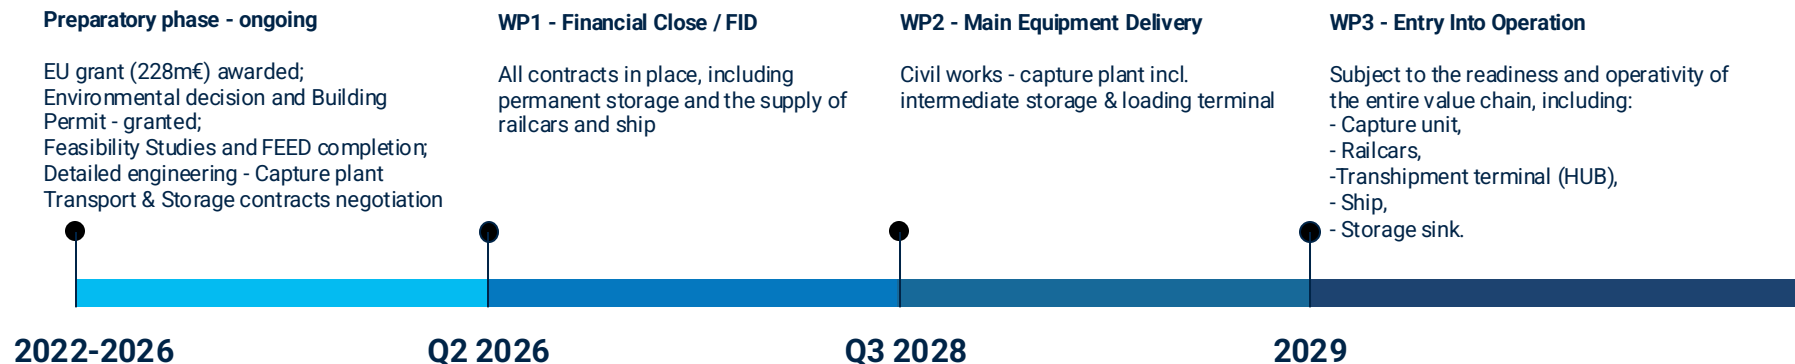 Preparatory phase - ongoing
EU grant (228m€) awarded;
Environmental decision and Building
Permit - granted;
Feasibility Studies and FEED completion;
Detailed engineering - Capture plant
Transport & Storage contracts negotiation
WP1 - Financial Close / FID
All contracts in place, including
permanent storage and the supply of
railcars and ship
WP2 - Main Equipment Delivery
Civil works - capture plant incl.
intermediate storage & loading terminal
WP3 - Entry Into Operation
Subject to the readiness and operativity of
the entire value chain, including:
- Capture unit,
- Railcars,
-Transhipment terminal (HUB),
- Ship,
- Storage sink.
2022-2026
Q2 2026
Q3 2028
2029